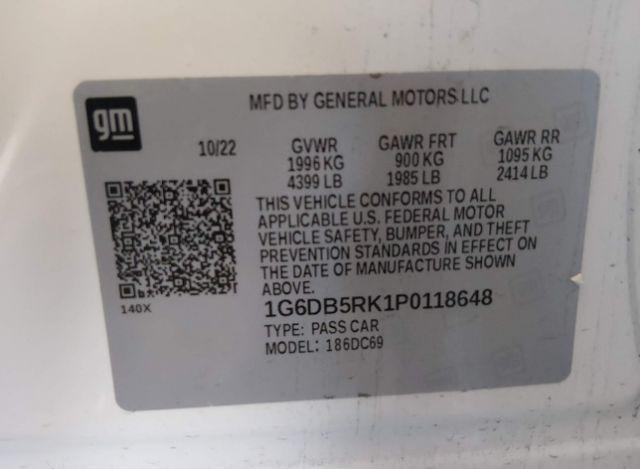 gm
MFD BY GENERAL MOTORS LLC
10/22 GVWR GAWR FRT GAWR RR
1996 KG 900 KG 1095 KG
4399 LB 1985 LB 2414 LB
THIS VEHICLE CONFORMS TO ALL
APPLICABLE U.S. FEDERAL MOTOR
VEHICLE SAFETY, BUMPER, AND THEFT
PREVENTION STANDARDS IN EFFECT ON
THE DATE OF MANUFACTURE SHOWN
ABOVE.
140X
1G6DB5RK1P0118648
TYPE: PASS CAR
MODEL: 186DC69